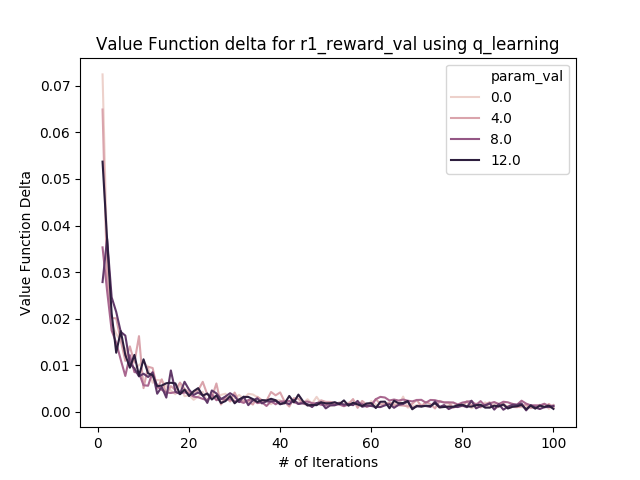 Value Function delta for r1_reward_val using q_learning
param_val
0.0
4.0
8.0
12.0
0.07
0.06
0.05
0.04
0.03
0.02
0.01
0.00
Value Function Delta
0 20 40 60 80 100
# of Iterations